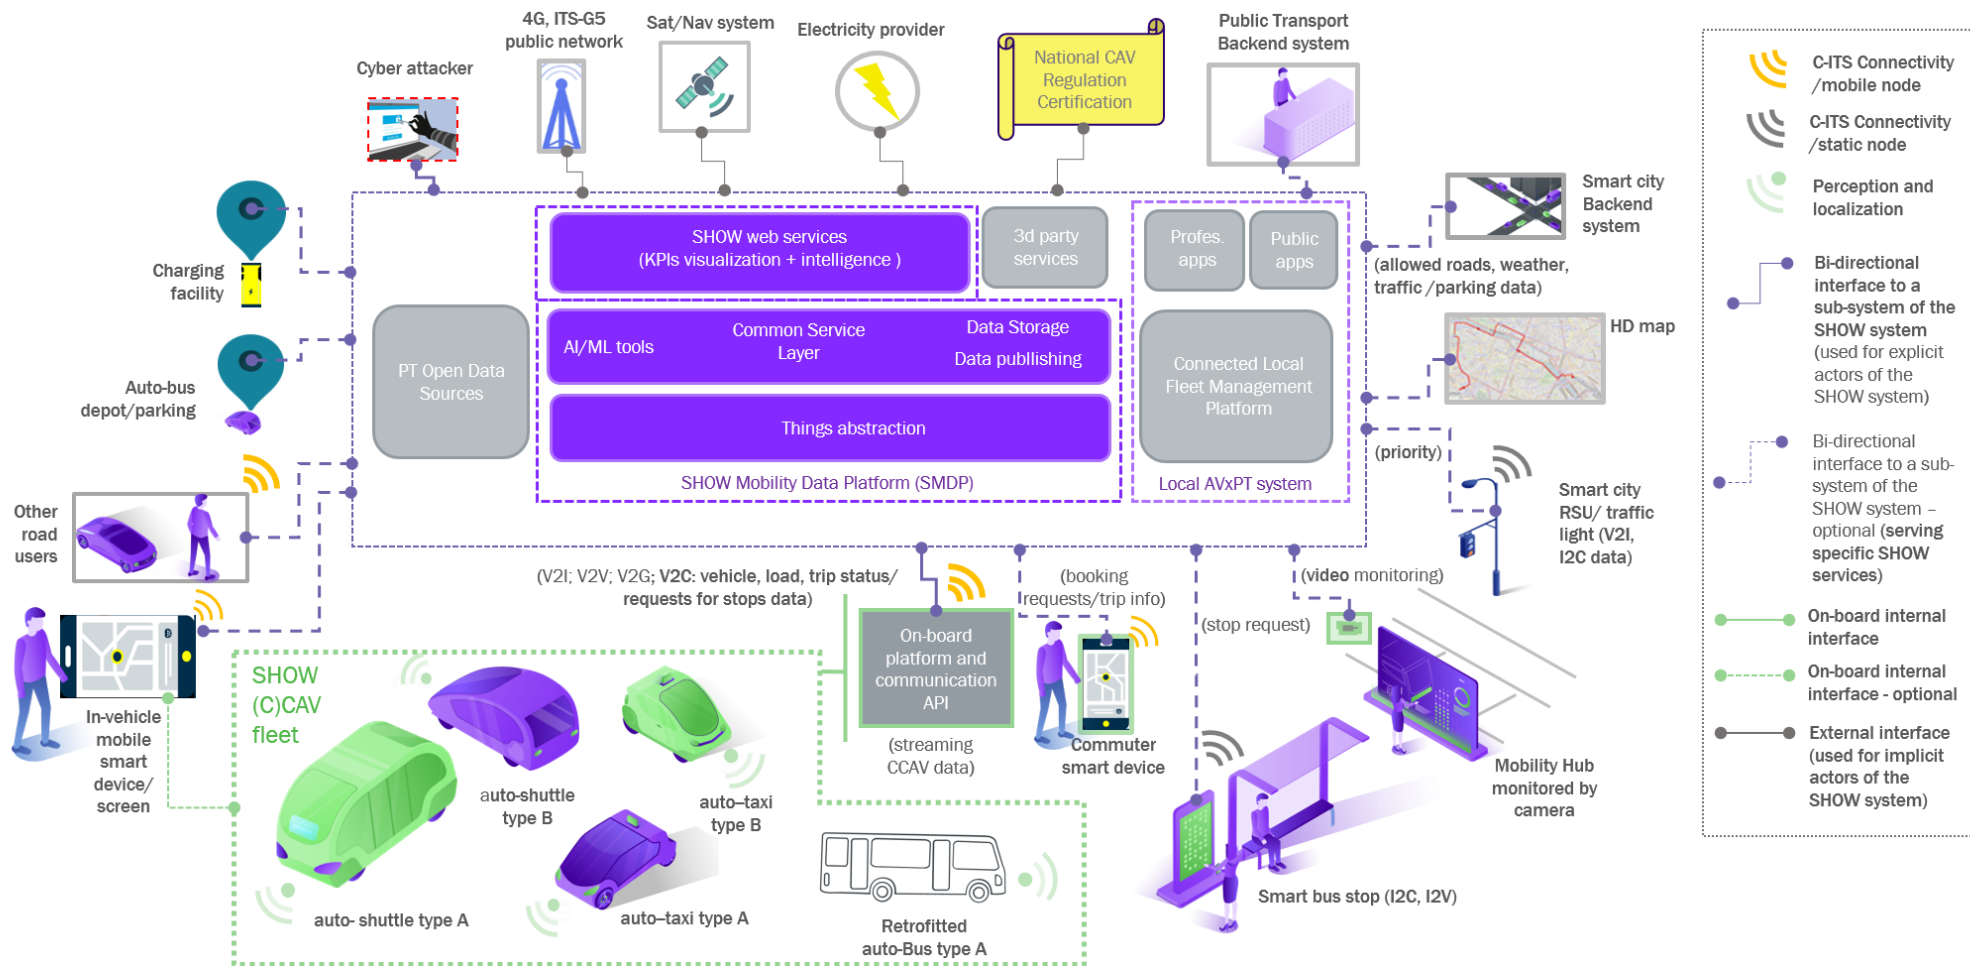 4G, ITS-G5
public network
Sat/Nav system
Electricity provider
Public Transport
Backend system
Cyber attacker
National CAV
Regulation
Certification
Charging
facility
Auto-bus
depot/parking
Other
road
users
In-vehicle
mobile
smart
device/
screen
PT Open Data
Sources
SHOW web services
(KPIs visualization + intelligence )
3d party
services
AI/ML tools
Common Service
Layer
Data Storage
Data publlishing
Things abstraction
SHOW Mobility Data Platform (SMDP)
Profes.
apps
Public
apps
Connected Local
Fleet Management
Platform
Local AVxPT system
Smart city
Backend
system
(allowed roads, weather,
traffic /parking data)
HD map
(priority)
Smart city
RSU/ traffic
light (V2I,
I2C data)
(V2I; V2V; V2G; V2C: vehicle, load, trip status/
requests for stops data)
On-board
platform and
communication
API
(streaming
CCAV data)
(booking
requests/trip info)
Commuter
smart device
(stop request)
(video monitoring)
Mobility Hub
monitored by
camera
Smart bus stop (I2C, I2V)
SHOW
(C)CAV
fleet
auto-shuttle
type B
auto–taxi
type B
auto- shuttle type A
auto–taxi type A
Retrofitted
auto-Bus type A
C-ITS Connectivity
/mobile node
C-ITS Connectivity
/static node
Perception and
localization
Bi-directional
interface to a
sub-system of the
SHOW system
(used for explicit
actors of the
SHOW system)
Bi-directional
interface to a sub-
system of the
SHOW system –
optional (serving
specific SHOW
services)
On-board internal
interface
On-board internal
interface - optional
External interface
(used for implicit
actors of the
SHOW system)